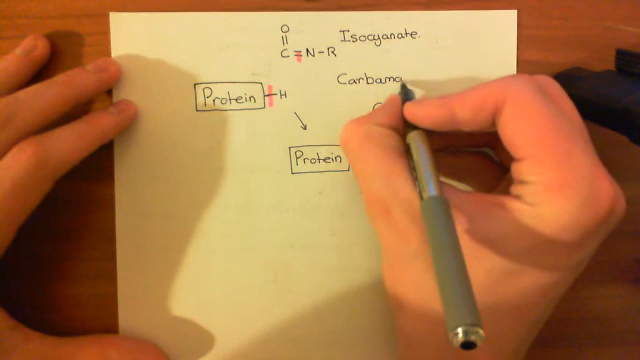 O
||
C=N-R Isocyanate.
Carbama
Protein-H
Protein